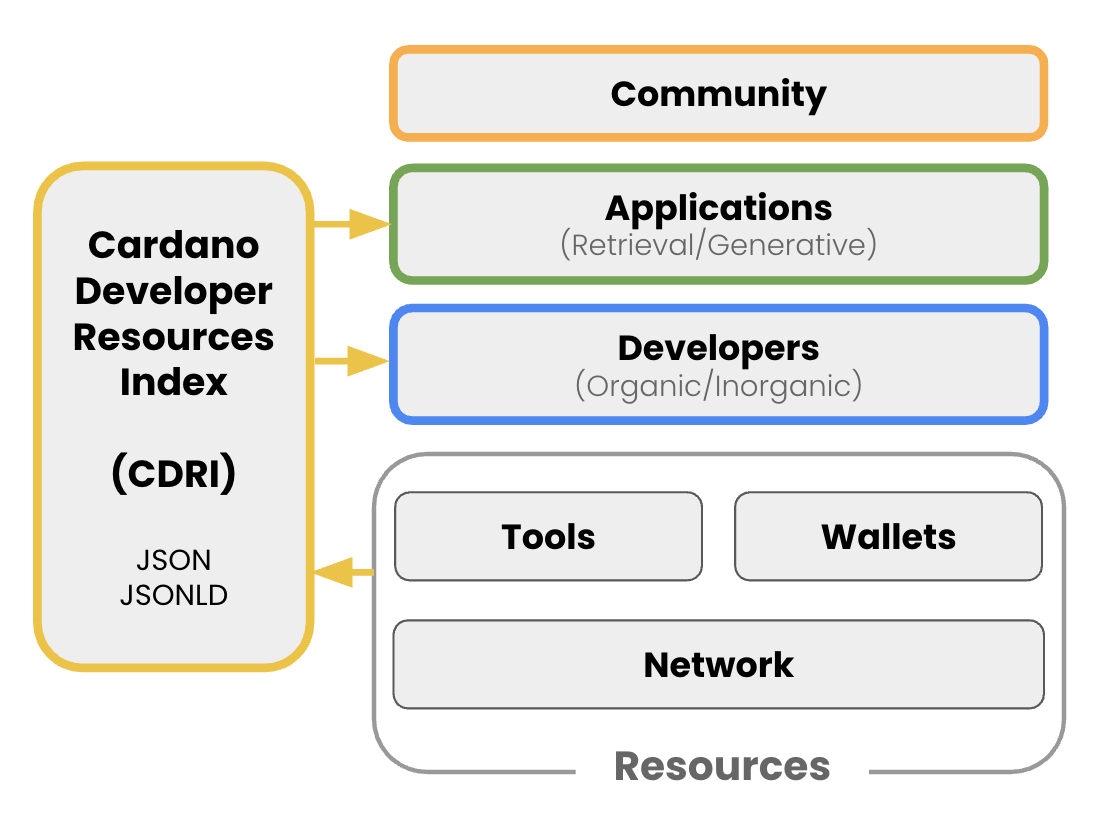 Community
Applications
(Retrieval/Generative)
Cardano
Developer
Resources
Index
(CDRI)
JSON
JSONLD
Developers
(Organic/Inorganic)
Tools
Wallets
Network
Resources